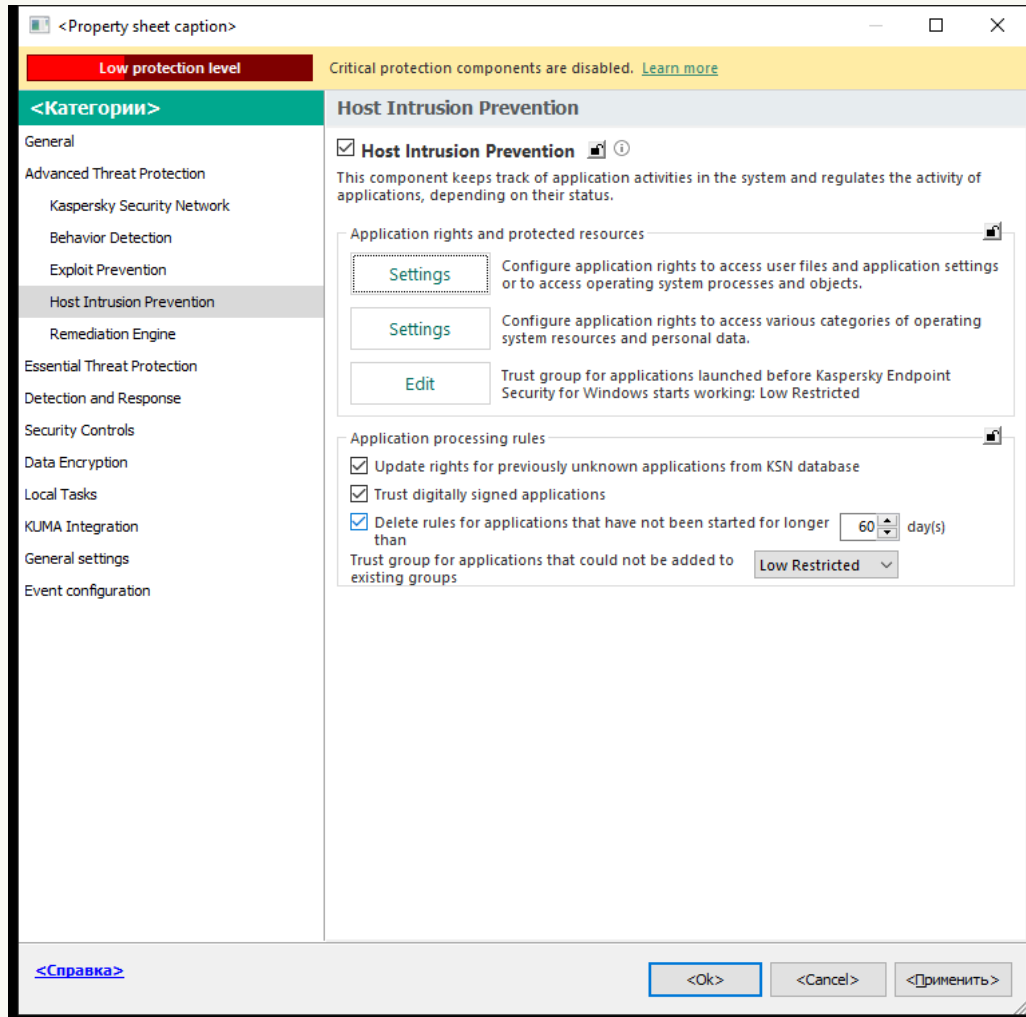 <Property sheet caption>
Low protection level
Critical protection components are disabled. Learn more
<Категории>
General
Advanced Threat Protection
Kaspersky Security Network
Behavior Detection
Exploit Prevention
Host Intrusion Prevention
Remediation Engine
Essential Threat Protection
Detection and Response
Security Controls
Data Encryption
Local Tasks
KUMA Integration
General settings
Event configuration
Host Intrusion Prevention
Host Intrusion Prevention
This component keeps track of application activities in the system and regulates the activity of
applications, depending on their status.
Application rights and protected resources
Settings
Configure application rights to access user files and application settings
or to access operating system processes and objects.
Settings
Configure application rights to access various categories of operating
system resources and personal data.
Edit
Trust group for applications launched before Kaspersky Endpoint
Security for Windows starts working: Low Restricted
Application processing rules
Update rights for previously unknown applications from KSN database
Trust digitally signed applications
Delete rules for applications that have not been started for longer
than
60
day(s)
Trust group for applications that could not be added to
existing groups
Low Restricted
<Справка>
<Ok>
<Cancel>
<Применить>